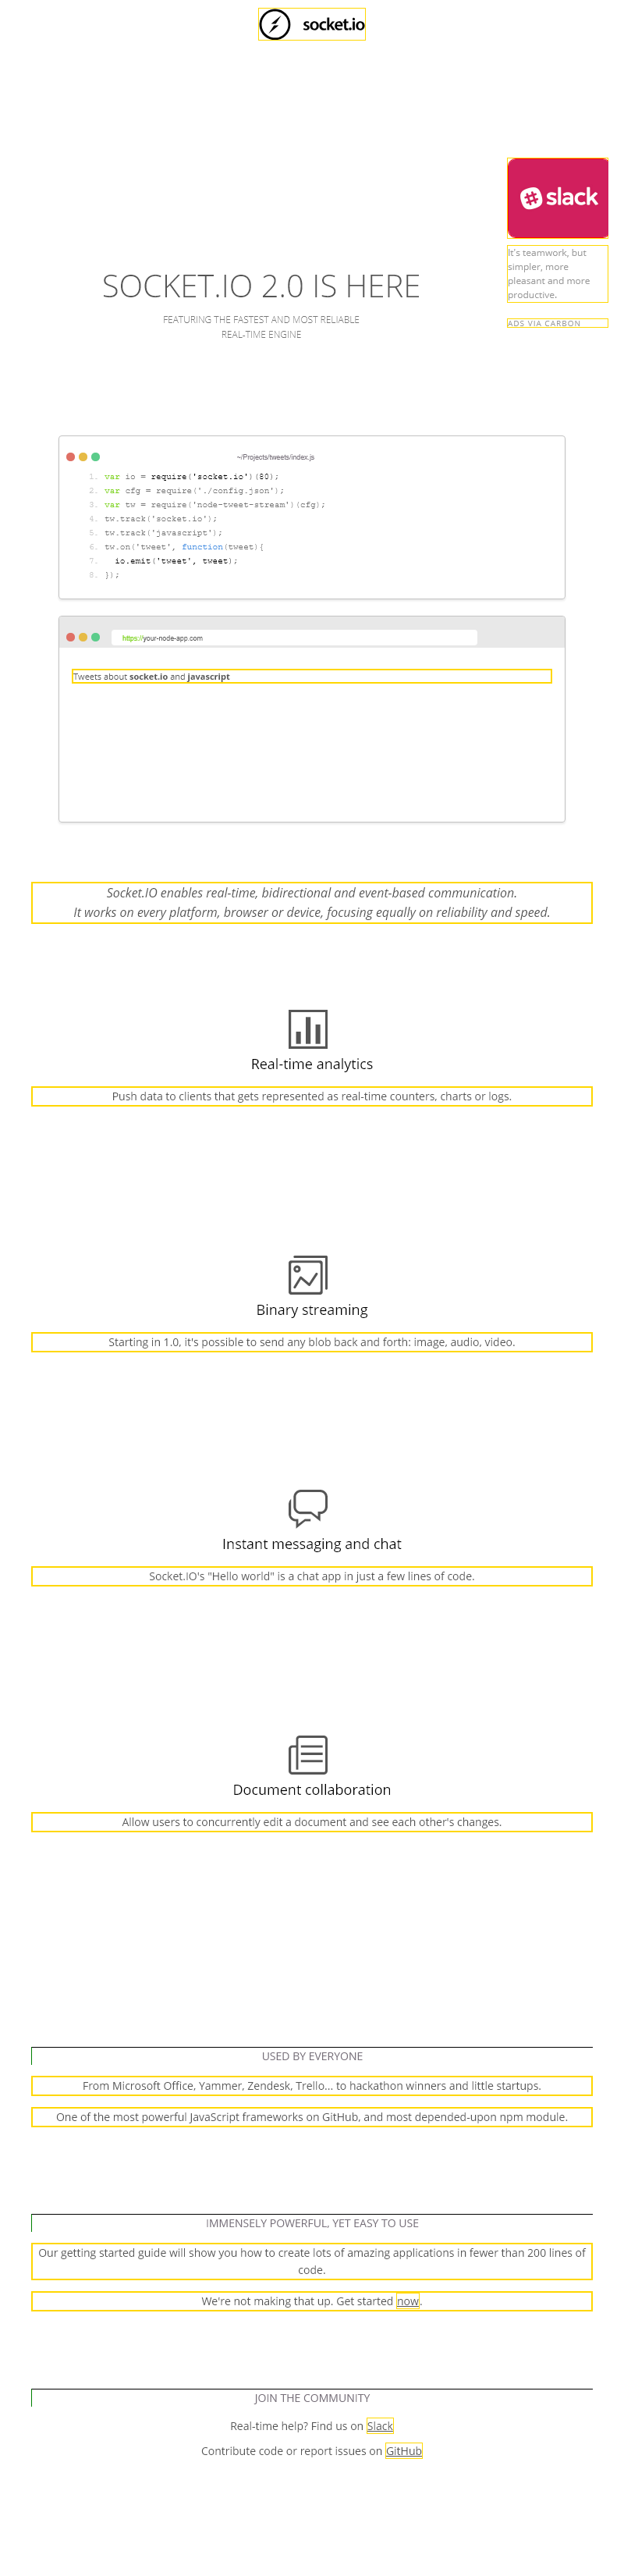 socket.io
slack
It's teamwork, but
simpler, more
pleasant and more
productive.
ADS VIA CARBON
SOCKET.IO 2.0 IS HERE
FEATURING THE FASTEST AND MOST RELIABLE
REAL-TIME ENGINE
~/Projects/tweets/index.js
1. var io = require('socket.io')(80);
2. var cfg = require('./config.json');
3. var tw = require('node-tweet-stream')(cfg);
4. tw.track('socket.io');
5. tw.track('javascript');
6. tw.on('tweet', function(tweet){
7. io.emit('tweet', tweet);
8. });
https://your-node-app.com
Tweets about socket.io and javascript
Socket.IO enables real-time, bidirectional and event-based communication.
It works on every platform, browser or device, focusing equally on reliability and speed.
Real-time analytics
Push data to clients that gets represented as real-time counters, charts or logs.
Binary streaming
Starting in 1.0, it's possible to send any blob back and forth: image, audio, video.
Instant messaging and chat
Socket.IO's "Hello world" is a chat app in just a few lines of code.
Document collaboration
Allow users to concurrently edit a document and see each other's changes.
USED BY EVERYONE
From Microsoft Office, Yammer, Zendesk, Trello... to hackathon winners and little startups.
One of the most powerful JavaScript frameworks on GitHub, and most depended-upon npm module.
IMMENSELY POWERFUL, YET EASY TO USE
Our getting started guide will show you how to create lots of amazing applications in fewer than 200 lines of
code.
We're not making that up. Get started now.
JOIN THE COMMUNITY
Real-time help? Find us on Slack
Contribute code or report issues on GitHub